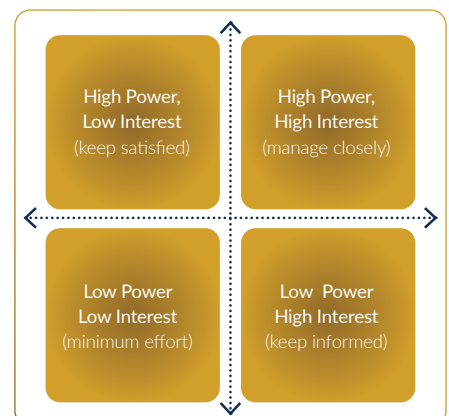 High Power,
Low Interest
(keep satisfied)
High Power,
High Interest
(manage closely)
Low Power
Low Interest
(minimum effort)
Low  Power
High Interest
(keep informed)